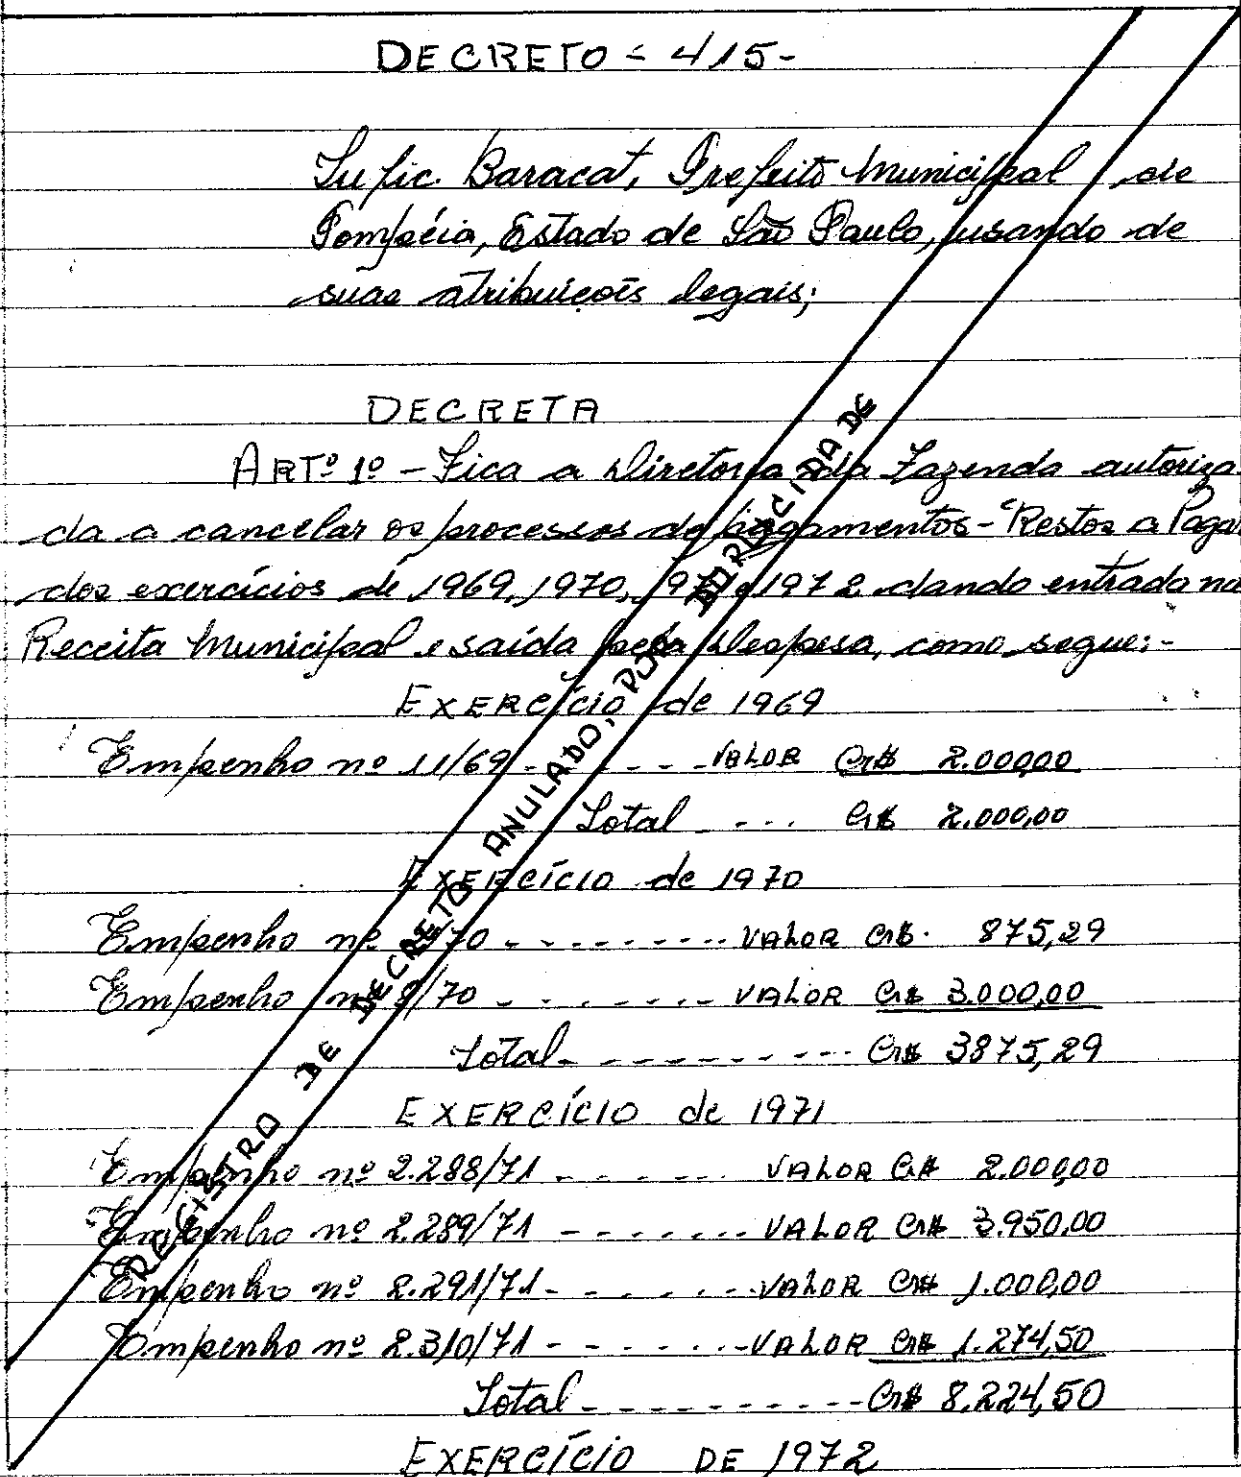 DECRETO = 415-
Tufic Baracat, Prefeito Municipal de
Pompéia, Estado de São Paulo, usando de
suas atribuições legais;
DECRETA
ARTº 1º - Fica a Diretoria da Fazenda autoriza
da a cancelar os processos de pagamentos - "Restos a Pagar
dos exercícios de 1969, 1970, 1971 e 1972 dando entrada na
Receita Municipal e saída pela Despesa, como segue:-
EXERCÍCIO de 1969
Empenho nº 11/69 - - - - VALOR Cr$ 2.000,00
Total - - - Cr$ 2.000,00
EXERCÍCIO de 1970
Empenho nº /70 - - - - - - - - VALOR Cr$. 875,29
Empenho nº 9/70 - - - - - - VALOR Cr$ 3.000,00
Total - - - - - - - - - Cr$ 3875,29
EXERCÍCIO de 1971
Empenho nº 2.288/71 - - - - - - VALOR Cr$ 2.000,00
Empenho nº 2.289/71 - - - - - - VALOR Cr$ 3.950,00
Empenho nº 2.291/71 - - - - - - VALOR Cr$ 1.000,00
Empenho nº 2.310/71 - - - - - - VALOR Cr$ 1.274,50
Total - - - - - - - - - - Cr$ 8.224,50
EXERCÍCIO DE 1972
REGISTRO DE DECRETO ANULADO, POR DE